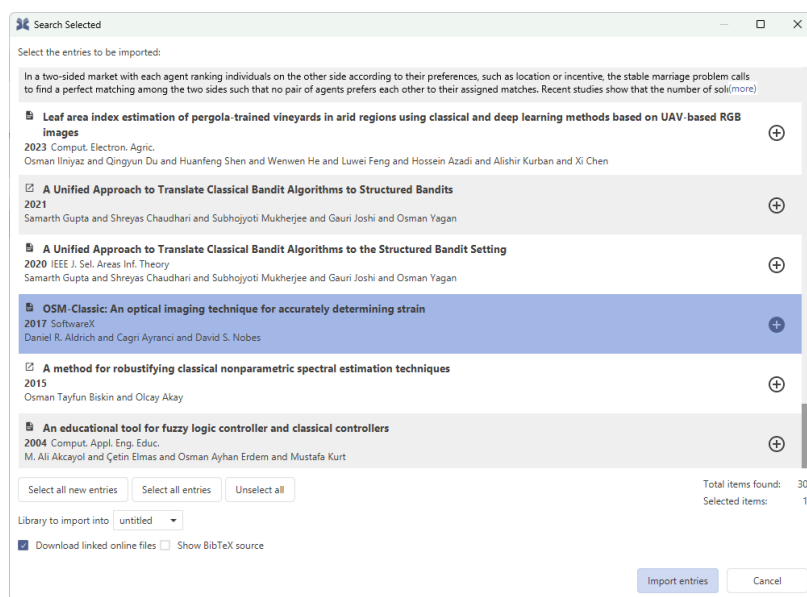 Search Selected
Select the entries to be imported:
In a two-sided market with each agent ranking individuals on the other side according to their preferences, such as location or incentive, the stable marriage problem calls
to find a perfect matching among the two sides such that no pair of agents prefers each other to their assigned matches. Recent studies show that the number of sol(more)
Leaf area index estimation of pergola-trained vineyards in arid regions using classical and deep learning methods based on UAV-based RGB
images
2023 Comput. Electron. Agric.
Osman Ilniyaz and Qingyun Du and Huanfeng Shen and Wenwen He and Luwei Feng and Hossein Azadi and Alishir Kurban and Xi Chen
A Unified Approach to Translate Classical Bandit Algorithms to Structured Bandits
2021
Samarth Gupta and Shreyas Chaudhari and Subhojyoti Mukherjee and Gauri Joshi and Osman Yagan
A Unified Approach to Translate Classical Bandit Algorithms to the Structured Bandit Setting
2020 IEEE J. Sel. Areas Inf. Theory
Samarth Gupta and Shreyas Chaudhari and Subhojyoti Mukherjee and Gauri Joshi and Osman Yagan
OSM-Classic: An optical imaging technique for accurately determining strain
2017 SoftwareX
Daniel R. Aldrich and Cagri Ayranci and David S. Nobes
A method for robustifying classical nonparametric spectral estimation techniques
2015
Osman Tayfun Biskin and Olcay Akay
An educational tool for fuzzy logic controller and classical controllers
2004 Comput. Appl. Eng. Educ.
M. Ali Akcayol and Çetin Elmas and Osman Ayhan Erdem and Mustafa Kurt
Select all new entries Select all entries Unselect all
Total items found: 30
Selected items: 1
Library to import into untitled
Download linked online files Show BibTeX source
Import entries Cancel